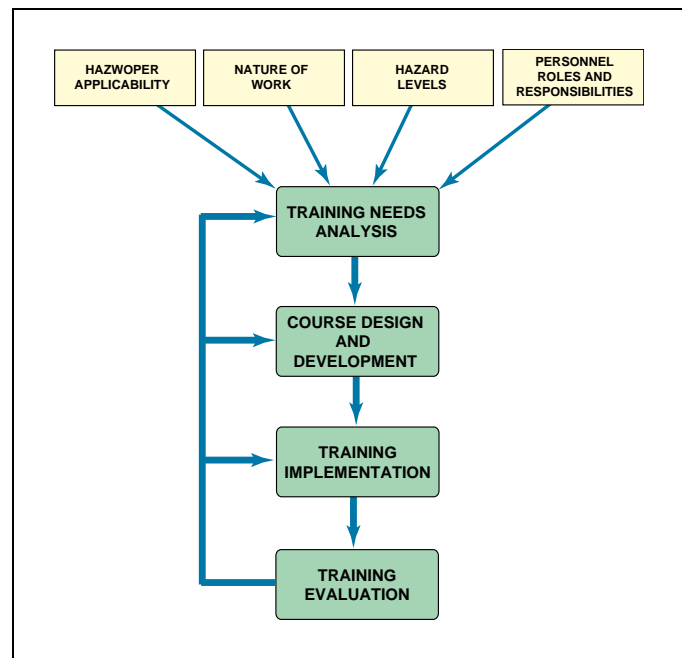 HAZWOPER
APPLICABILITY
NATURE OF
WORK
HAZARD
LEVELS
PERSONNEL
ROLES AND
RESPONSIBILITIES
TRAINING NEEDS
ANALYSIS
COURSE DESIGN
AND
DEVELOPMENT
TRAINING
IMPLEMENTATION
TRAINING
EVALUATION